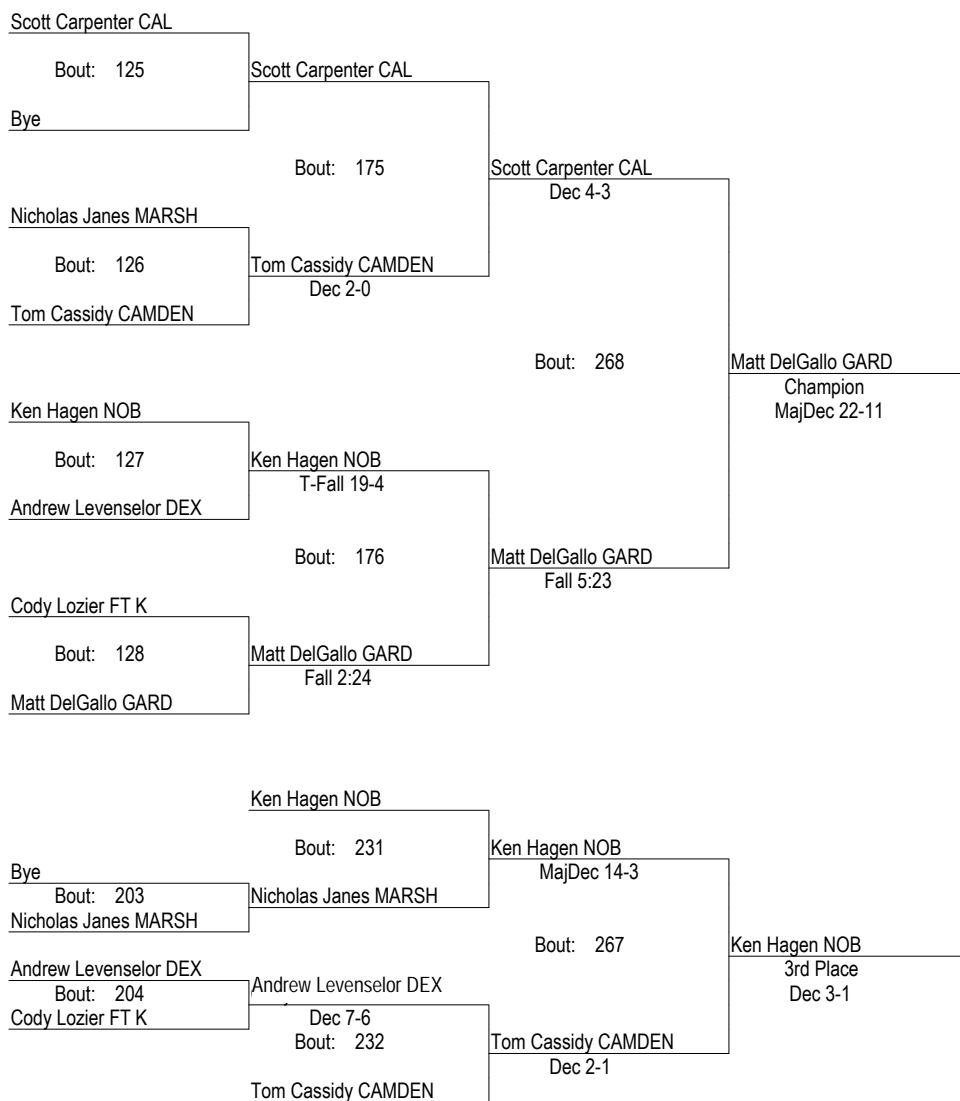 Scott Carpenter CAL
Bout: 125
Scott Carpenter CAL
Bye
Bout: 175
Scott Carpenter CAL
Dec 4-3
Nicholas Janes MARSH
Bout: 126
Tom Cassidy CAMDEN
Dec 2-0
Tom Cassidy CAMDEN
Bout: 268
Matt DelGallo GARD
Champion
MajDec 22-11
Ken Hagen NOB
Bout: 127
Ken Hagen NOB
T-Fall 19-4
Andrew Levenselor DEX
Bout: 176
Matt DelGallo GARD
Fall 5:23
Cody Lozier FT K
Bout: 128
Matt DelGallo GARD
Fall 2:24
Matt DelGallo GARD
Ken Hagen NOB
Bout: 231
Ken Hagen NOB
MajDec 14-3
Bye
Bout: 203
Nicholas Janes MARSH
Nicholas Janes MARSH
Bout: 267
Ken Hagen NOB
3rd Place
Dec 3-1
Andrew Levenselor DEX
Bout: 204
Andrew Levenselor DEX
Cody Lozier FT K
Dec 7-6
Bout: 232
Tom Cassidy CAMDEN
Dec 2-1
Tom Cassidy CAMDEN